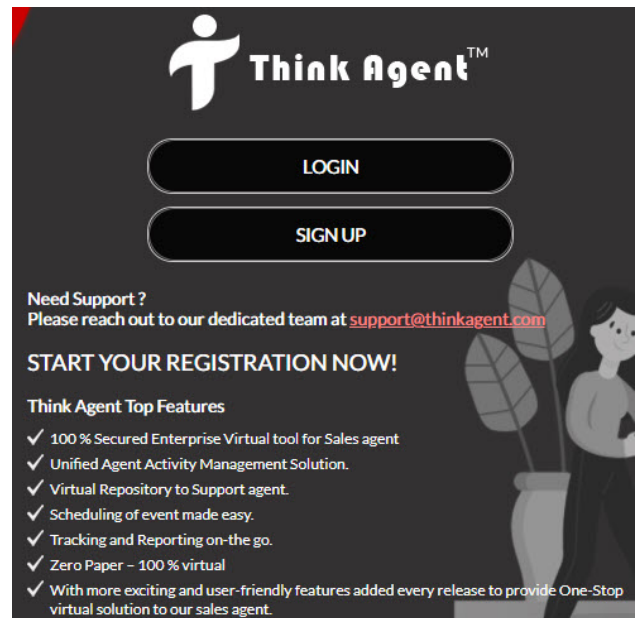 Think Agent™
LOGIN
SIGN UP
Need Support ?
Please reach out to our dedicated team at support@thinkagent.com
START YOUR REGISTRATION NOW!
Think Agent Top Features
✓ 100 % Secured Enterprise Virtual tool for Sales agent
✓ Unified Agent Activity Management Solution.
✓ Virtual Repository to Support agent.
✓ Scheduling of event made easy.
✓ Tracking and Reporting on-the go.
✓ Zero Paper – 100 % virtual
✓ With more exciting and user-friendly features added every release to provide One-Stop
virtual solution to our sales agent.